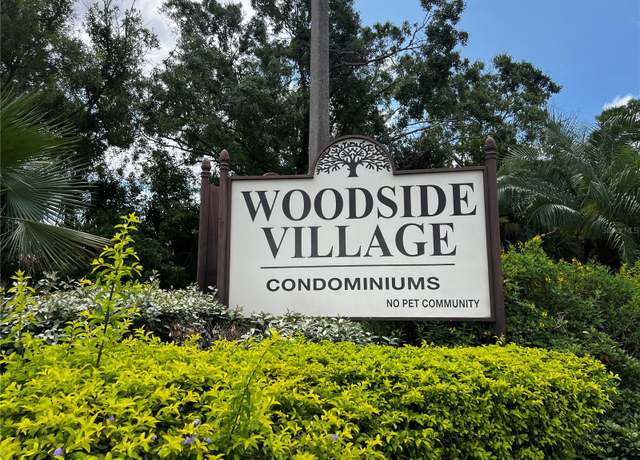 WOODSIDE
VILLAGE
CONDOMINIUMS
NO PET COMMUNITY